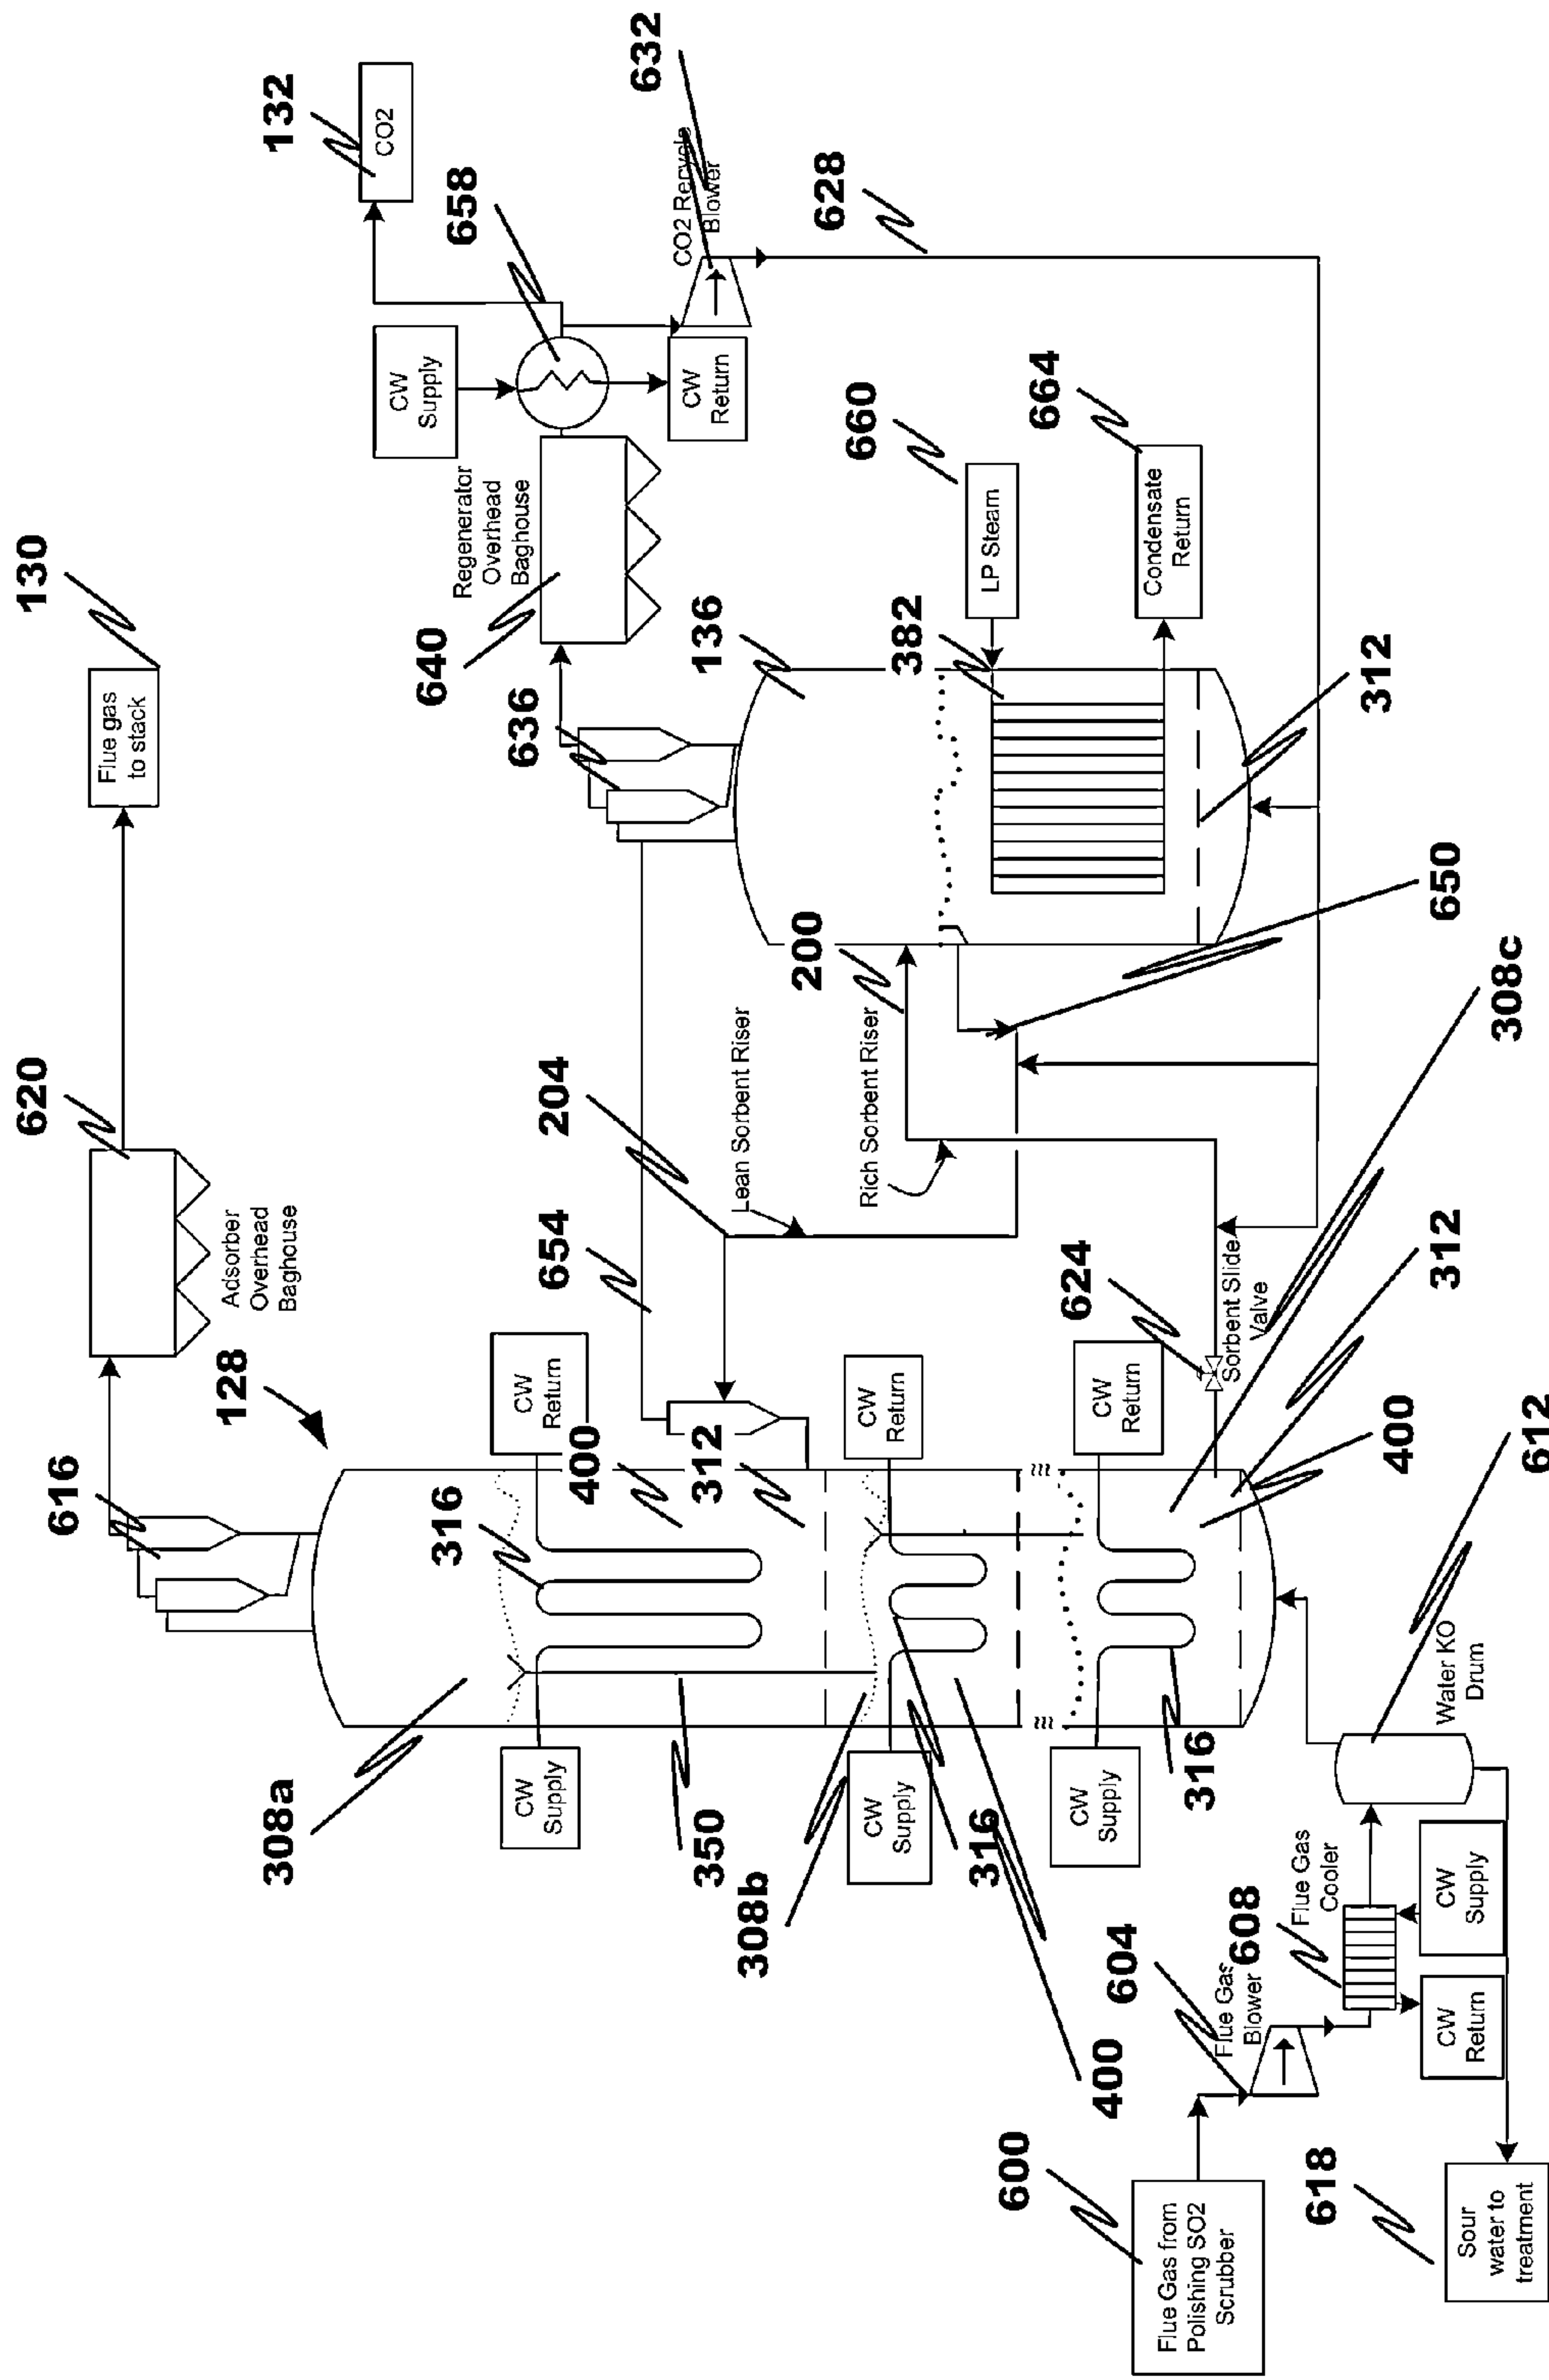 616
620
130
Flue gas
to stack
Adsorber
Overhead
Baghouse
128
308a
132
CO2
316
640
Regenerator
Overhead
Baghouse
658
CW
Supply
CW
Supply
CW
Return
636
400
654
632
CO2 Recycle
Blower
350
312
204
Lean Sorbent Riser
136
CW
Return
308b
CW
Supply
CW
Return
200
Rich Sorbent Riser
382
660
LP Steam
628
316
400
600
604
CW
Supply
CW
Return
624
664
Condensate
Return
Flue Gas from
Polishing SO2
Scrubber
316
Flue Gas
Blower
608
Sorbent Slide
Valve
312
618
Flue Gas
Cooler
400
312
650
Sour
water to
treatment
CW
Return
CW
Supply
Water KO
Drum
612
308c